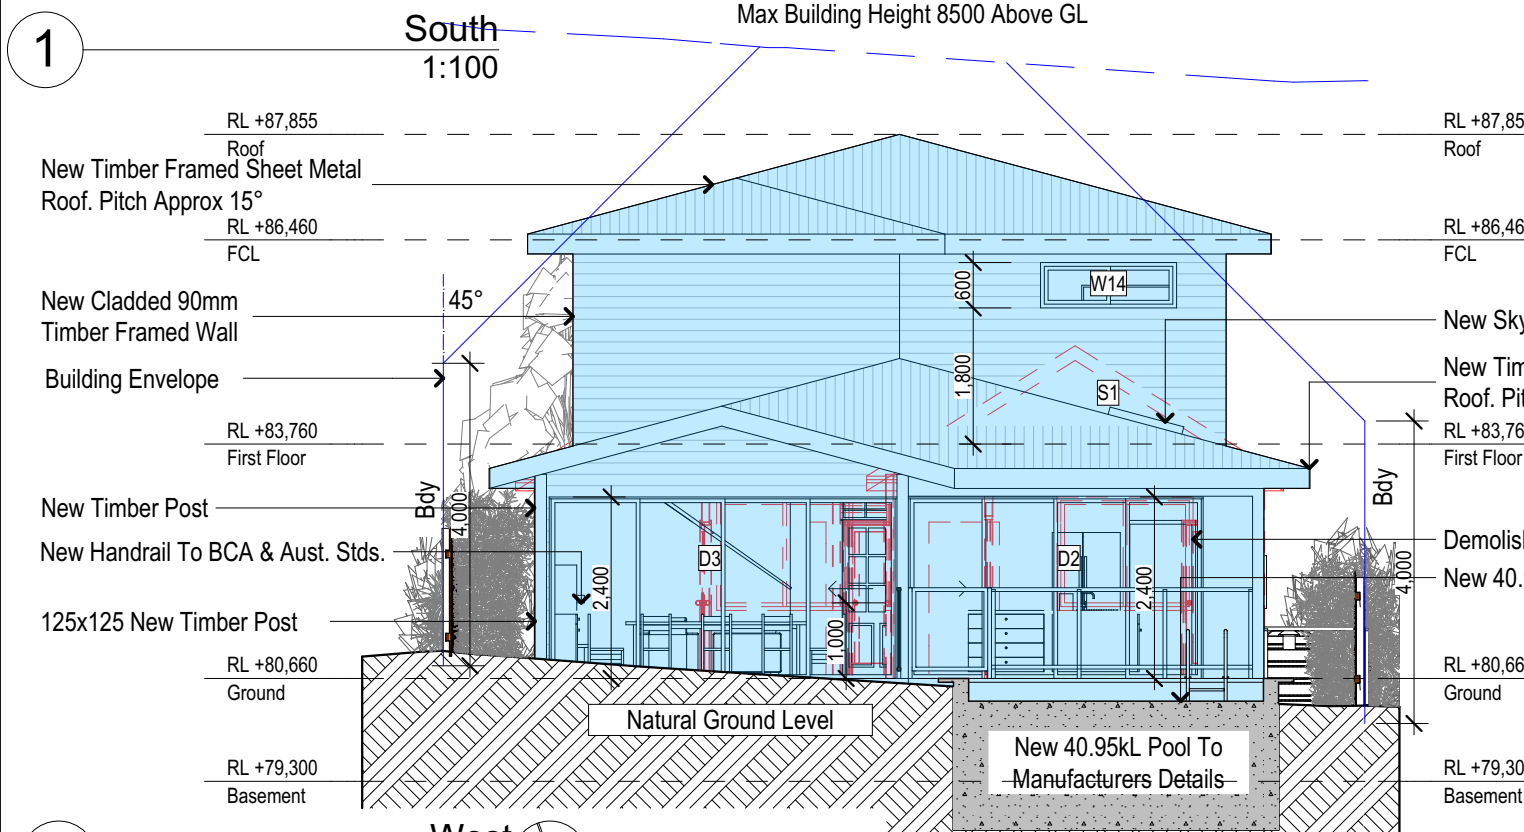 Max Building Height 8500 Above GL
1
South
1:100
RL +87,855
Roof
RL +87,85
Roof
New Timber Framed Sheet Metal
Roof. Pitch Approx 15°
RL +86,460
FCL
RL +86,46
FCL
600
W14
New Cladded 90mm
Timber Framed Wall
45°
New Sky
Building Envelope
1,800
S1
New Tim
Roof. Pit
RL +83,760
First Floor
RL +83,76
First Floor
Bdy
4,000
Bdy
4,000
New Timber Post
New Handrail To BCA & Aust. Stds.
D3
D2
Demolish
New 40.
2,400
2,400
1,000
125x125 New Timber Post
RL +80,660
Ground
RL +80,66
Ground
Natural Ground Level
New 40.95kL Pool To
Manufacturers Details
RL +79,300
Basement
RL +79,30
Basement
West